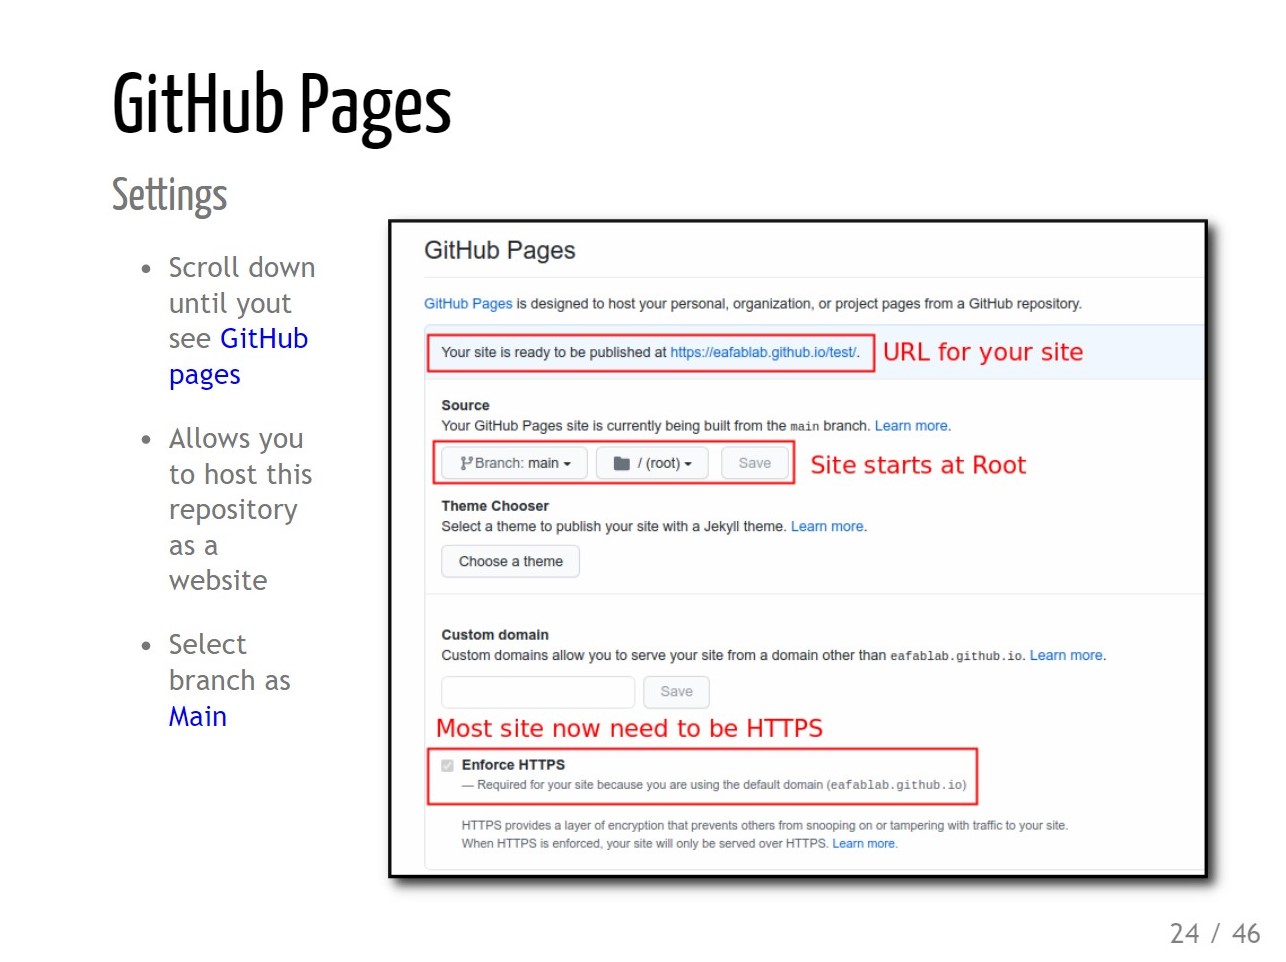 GitHub Pages
Settings
• Scroll down
until yout
see GitHub
pages
• Allows you
to host this
repository
as a
website
• Select
branch as
Main
GitHub Pages
GitHub Pages is designed to host your personal, organization, or project pages from a GitHub repository.
Your site is ready to be published at https://eafablab.github.io/test/. URL for your site
Source
Your GitHub Pages site is currently being built from the main branch. Learn more.
Branch: main / (root) Save Site starts at Root
Theme Chooser
Select a theme to publish your site with a Jekyll theme. Learn more.
Choose a theme
Custom domain
Custom domains allow you to serve your site from a domain other than eafablab.github.io. Learn more.
Save
Most site now need to be HTTPS
Enforce HTTPS
— Required for your site because you are using the default domain (eafablab.github.io)
HTTPS provides a layer of encryption that prevents others from snooping on or tampering with traffic to your site.
When HTTPS is enforced, your site will only be served over HTTPS. Learn more.
24 / 46